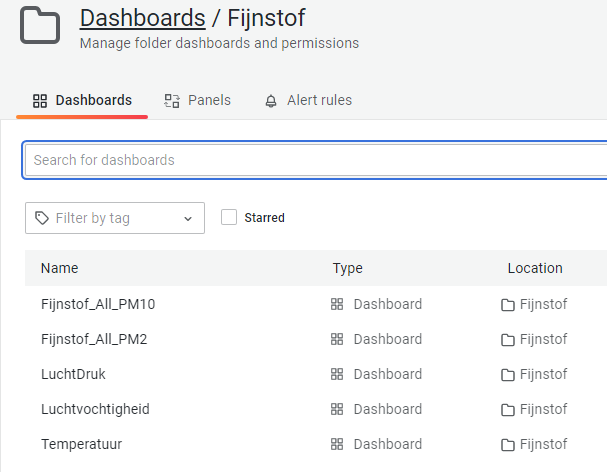 Dashboards / Fijnstof
Manage folder dashboards and permissions
Dashboards Panels Alert rules
Search for dashboards
Filter by tag Starred
Name Type Location
Fijnstof_All_PM10 Dashboard Fijnstof
Fijnstof_All_PM2 Dashboard Fijnstof
LuchtDruk Dashboard Fijnstof
Luchtvochtigheid Dashboard Fijnstof
Temperatuur Dashboard Fijnstof